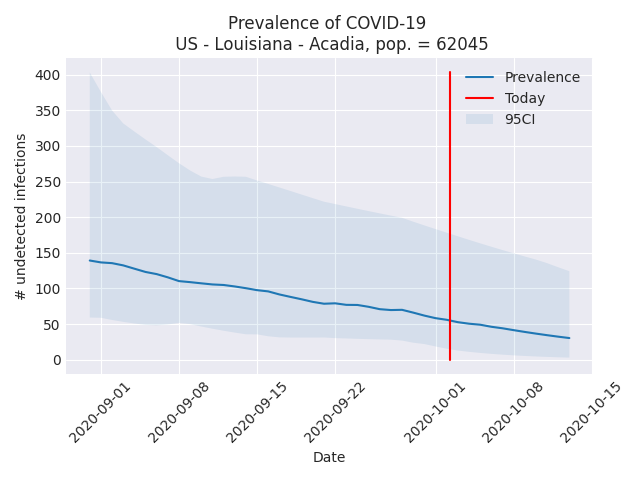 Prevalence of COVID-19
US - Louisiana - Acadia, pop. = 62045
400
350
300
250
200
150
100
50
0
# undetected infections
Prevalence
Today
95CI
2020-09-01
2020-09-08
2020-09-15
2020-09-22
2020-10-01
2020-10-08
2020-10-15
Date